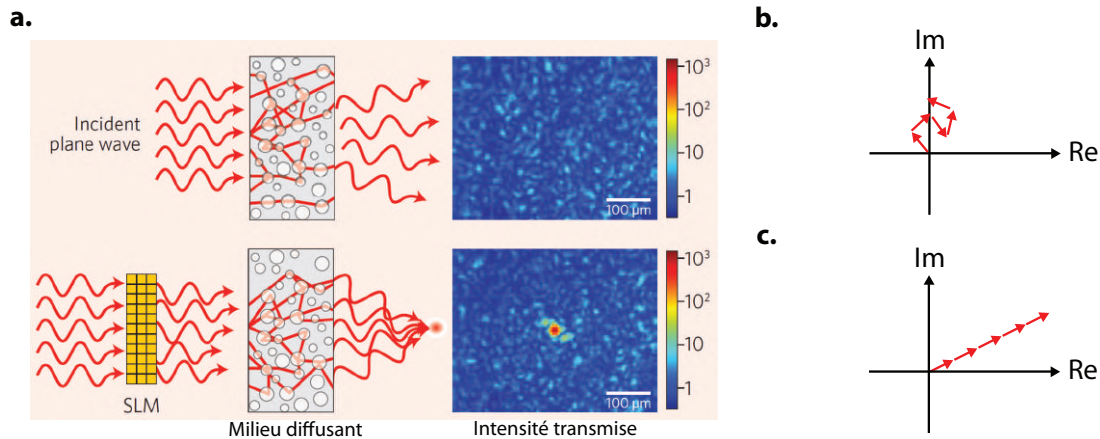 a.
Incident
plane wave
10³
10²
10
1
100 µm
SLM
Milieu diffusant
10³
10²
10
1
100 µm
Intensité transmise
b.
Im
Re
c.
Im
Re